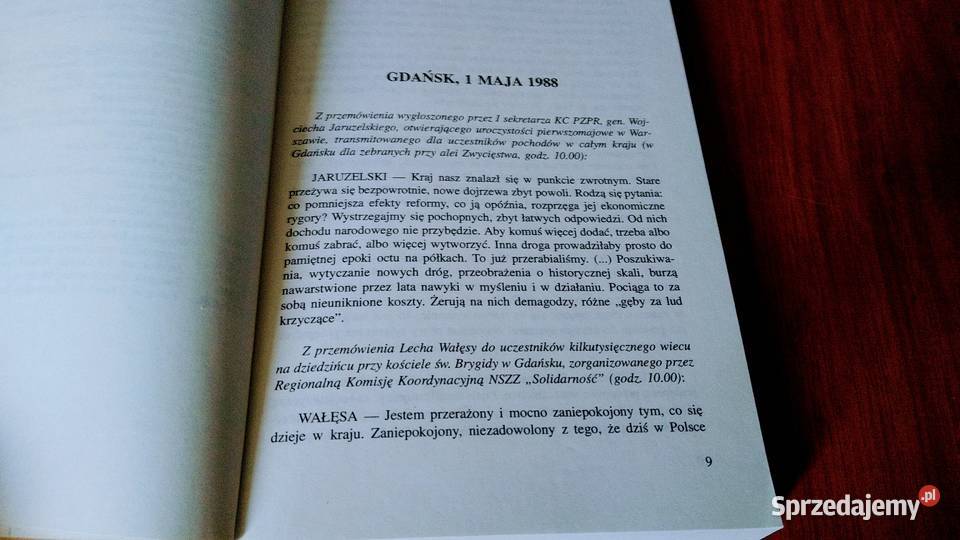 GDAŃSK, 1 MAJA 1988
Z przemówienia wygłoszonego przez I sekretarza KC PZPR, gen. Woj-
ciecha Jaruzelskiego, otwierającego uroczystości pierwszomajowe w War-
szawie, transmitowanego dla uczestników pochodów w całym kraju (w
Gdańsku dla zebranych przy alei Zwycięstwa, godz. 10.00):
JARUZELSKI — Kraj nasz znalazł się w punkcie zwrotnym. Stare
przeżywa się bezpowrotnie, nowe dojrzewa zbyt powoli. Rodzą się pytania:
co pomniejsza efekty reformy, co ją opóźnia, rozprzęga jej ekonomiczne
rygory? Wystrzegajmy się pochopnych, zbyt łatwych odpowiedzi. Od nich
dochodu narodowego nie przybędzie. Aby komuś więcej dodać, trzeba albo
komuś zabrać, albo więcej wytworzyć. Inna droga prowadziłaby prosto do
pamiętnej epoki octu na półkach. To już przerabialiśmy. (...) Poszukiwa-
nia, wytyczanie nowych dróg, przeobrażenia o historycznej skali, burzą
nawarstwione przez lata nawyki w myśleniu i w działaniu. Pociąga to za
sobą nieuniknione koszty. Żerują na nich demagodzy, różne „gęby za lud
krzyczące”.
Z przemówienia Lecha Wałęsy do uczestników kilkutysięcznego wiecu
na dziedzińcu przy kościele św. Brygidy w Gdańsku, zorganizowanego przez
Regionalną Komisję Koordynacyjną NSZZ „Solidarność” (godz. 10.00):
WAŁĘSA — Jestem przerażony i mocno zaniepokojony tym, co się
dzieje w kraju. Zaniepokojony, niezadowolony z tego, że dziś w Polsce
9
Sprzedajemy.pl